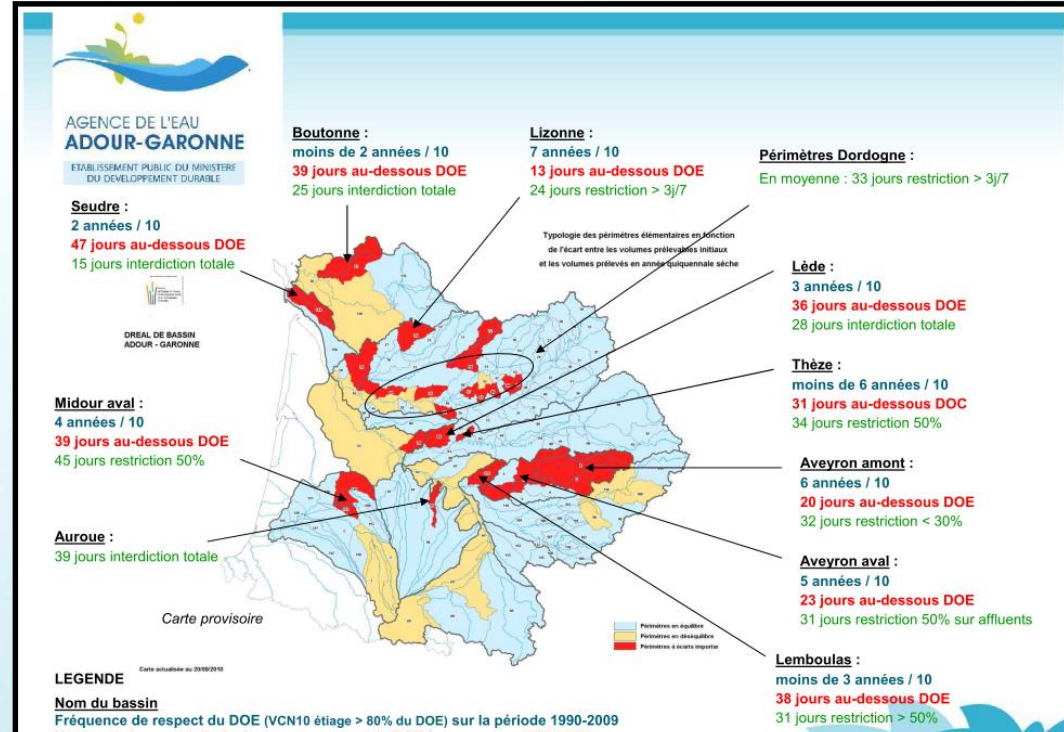 AGENCE DE L'EAU
ADOUR-GARONNE
ETABLISSEMENT PUBLIC DU MINISTERE
DU DEVELOPPEMENT DURABLE
Boutonne :
moins de 2 années / 10
39 jours au-dessous DOE
25 jours interdiction totale
Lizonne :
7 années / 10
13 jours au-dessous DOE
24 jours restriction > 3j/7
Périmètres Dordogne :
En moyenne : 33 jours restriction > 3j/7
Seudre :
2 années / 10
47 jours au-dessous DOE
15 jours interdiction totale
Typologie des périmètres élémentaires en fonction
de l'écart entre les volumes prélevables initiaux
et les volumes prélevés en année quiquennale sèche
DREAL DE BASSIN
ADOUR - GARONNE
Lède :
3 années / 10
36 jours au-dessous DOE
28 jours interdiction totale
Thèze :
moins de 6 années / 10
31 jours au-dessous DOC
34 jours restriction 50%
Midour aval :
4 années / 10
39 jours au-dessous DOE
45 jours restriction 50%
Aveyron amont :
6 années / 10
20 jours au-dessous DOE
32 jours restriction < 30%
Auroue :
39 jours interdiction totale
Aveyron aval :
5 années / 10
23 jours au-dessous DOE
31 jours restriction 50% sur affluents
Carte provisoire
Périmètres en équilibre
Périmètres en déséquilibre
Périmètres à écarts importar
Lemboulas :
moins de 3 années / 10
38 jours au-dessous DOE
31 jours restriction > 50%
Carte actualisée au 20/09/2010
LEGENDE
Nom du bassin
Fréquence de respect du DOE (VCN10 étiage > 80% du DOE) sur la période 1990-2009